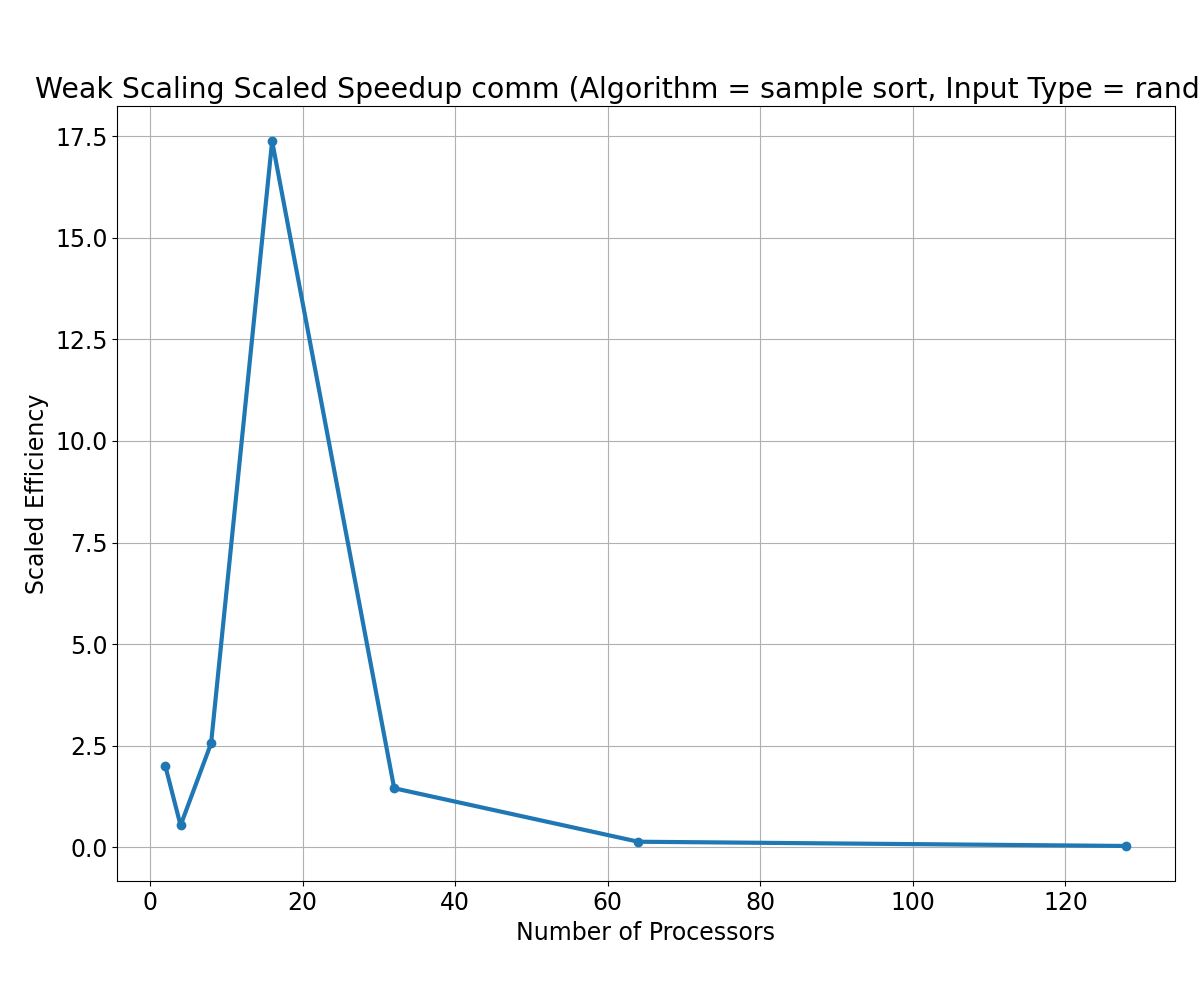 Weak Scaling Scaled Speedup comm (Algorithm = sample sort, Input Type = rand
17.5
15.0
12.5
10.0
7.5
5.0
2.5
0.0
Scaled Efficiency
0 20 40 60 80 100 120
Number of Processors